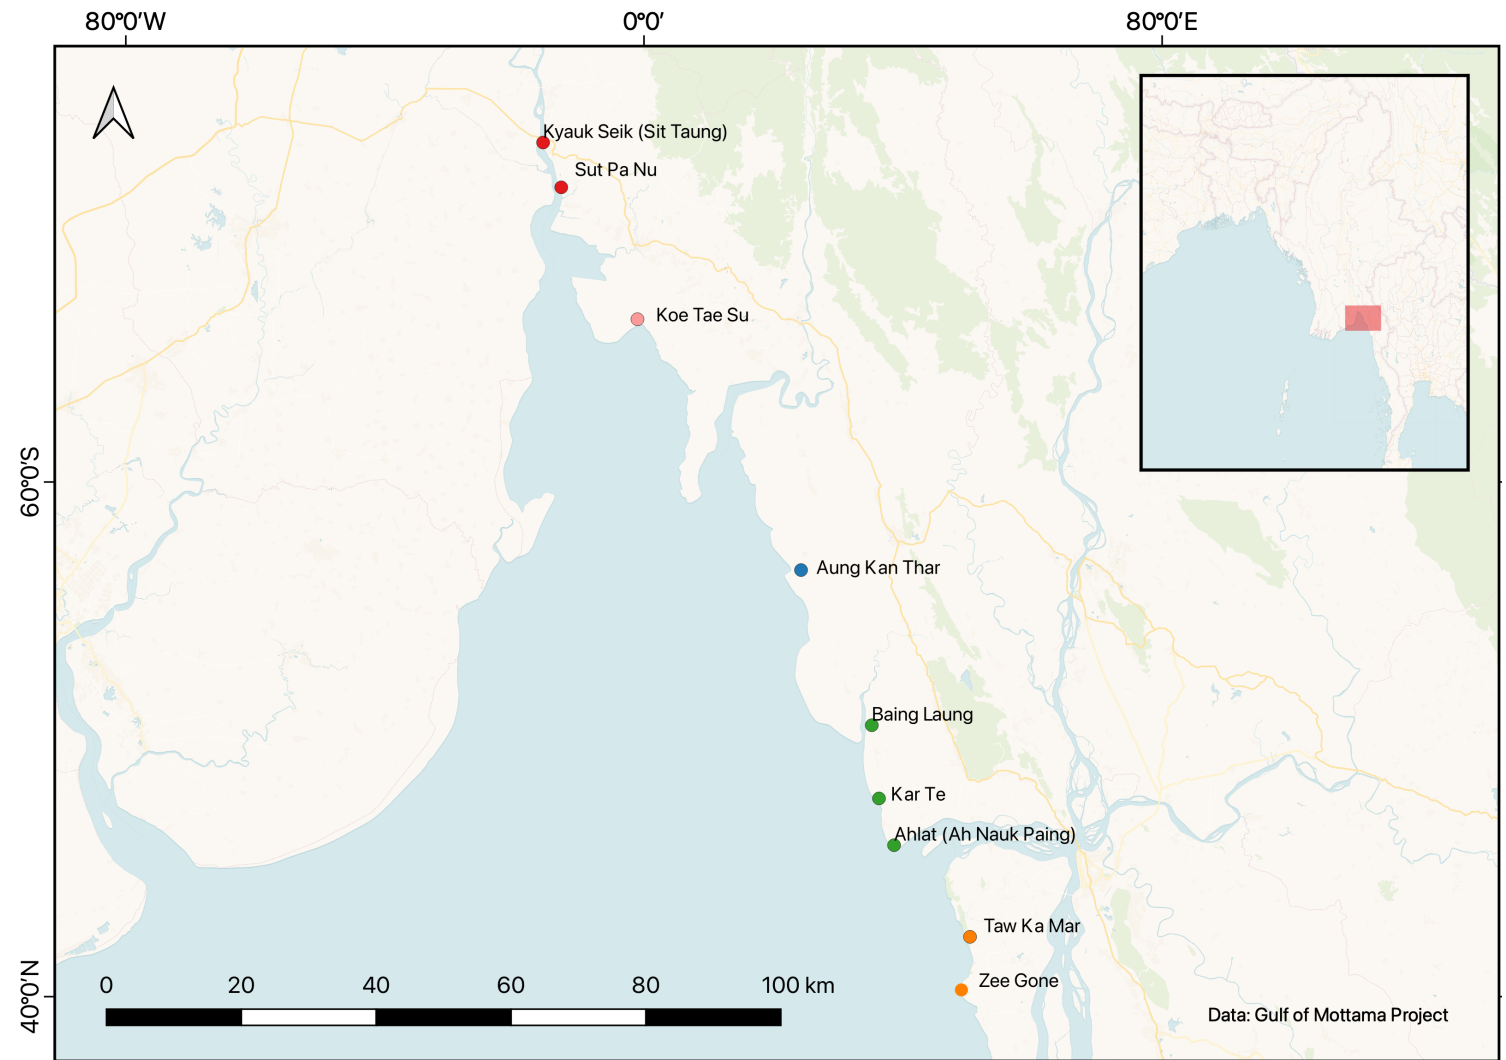 80°0′W
0°0′
80°0′E
Kyauk Seik (Sit Taung)
Sut Pa Nu
Koe Tae Su
60°0′S
Aung Kan Thar
Baing Laung
Kar Te
Ahlat (Ah Nauk Paing)
Taw Ka Mar
Zee Gone
40°0′N
0 20 40 60 80 100 km
Data: Gulf of Mottama Project